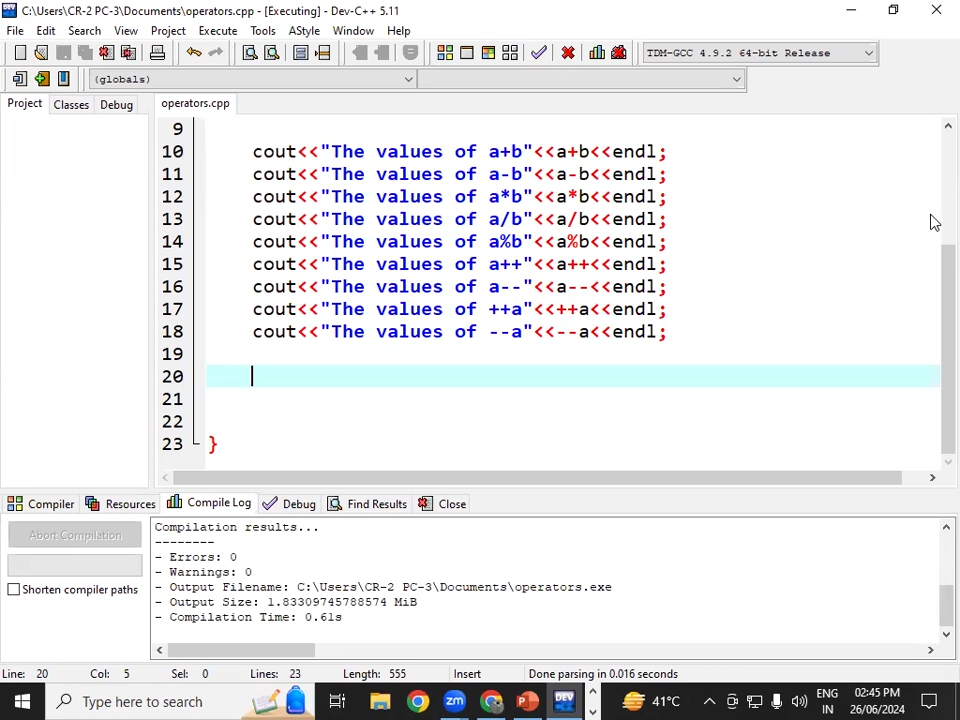 C:\Users\CR-2 PC-3\Documents\operators.cpp - [Executing] - Dev-C++ 5.11
File Edit Search View Project Execute Tools AStyle Window Help
TDM-GCC 4.9.2 64-bit Release
(globals)
Project Classes Debug operators.cpp
9
10 cout<<"The values of a+b"<<a+b<<endl;
11 cout<<"The values of a-b"<<a-b<<endl;
12 cout<<"The values of a*b"<<a*b<<endl;
13 cout<<"The values of a/b"<<a/b<<endl;
14 cout<<"The values of a%b"<<a%b<<endl;
15 cout<<"The values of a++"<<a++<<endl;
16 cout<<"The values of a--"<<a--<<endl;
17 cout<<"The values of ++a"<<++a<<endl;
18 cout<<"The values of --a"<<--a<<endl;
19
20
21
22
23 }
Compiler Resources Compile Log Debug Find Results Close
Abort Compilation
Shorten compiler paths
Compilation results...
--------
- Errors: 0
- Warnings: 0
- Output Filename: C:\Users\CR-2 PC-3\Documents\operators.exe
- Output Size: 1.83309745788574 MiB
- Compilation Time: 0.61s
Line: 20 Col: 5 Sel: 0 Lines: 23 Length: 555 Insert Done parsing in 0.016 seconds
Type here to search
zm
DEV
41°C
ENG
IN
02:45 PM
26/06/2024